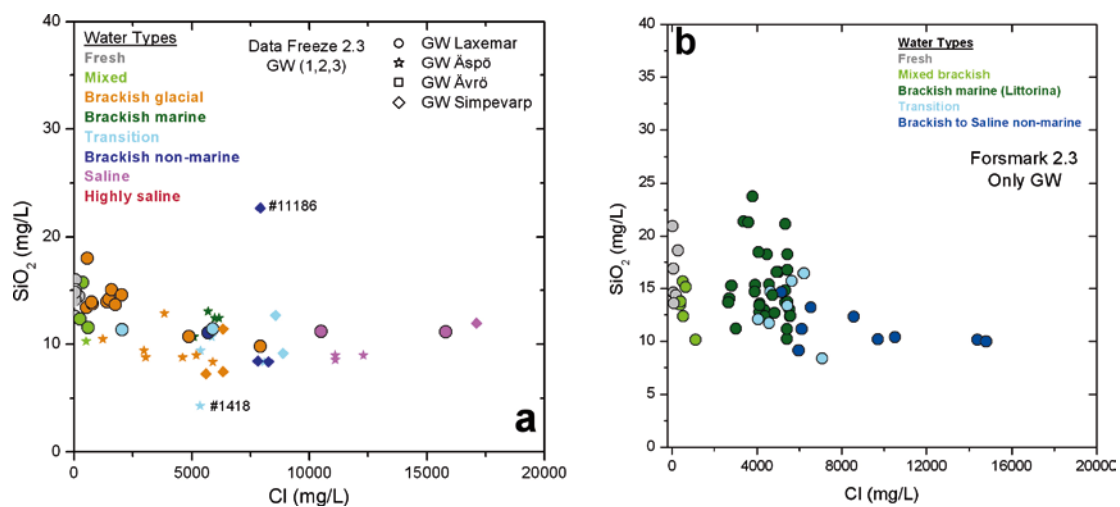 Water Types
Fresh
Mixed
Brackish glacial
Brackish marine
Transition
Brackish non-marine
Saline
Highly saline
Data Freeze 2.3
GW (1,2,3)
GW Laxemar
GW Äspö
GW Ävrö
GW Simpevarp
#11186
#1418
a
40
30
20
10
0
SiO2 (mg/L)
0 5000 10000 15000 20000
Cl (mg/L)
b
Water Types
Fresh
Mixed brackish
Brackish marine (Littorina)
Transition
Brackish to Saline non-marine
Forsmark 2.3
Only GW
40
35
30
25
20
15
10
5
0
SiO2 (mg/L)
0 4000 8000 12000 16000 2000
Cl (mg/L)